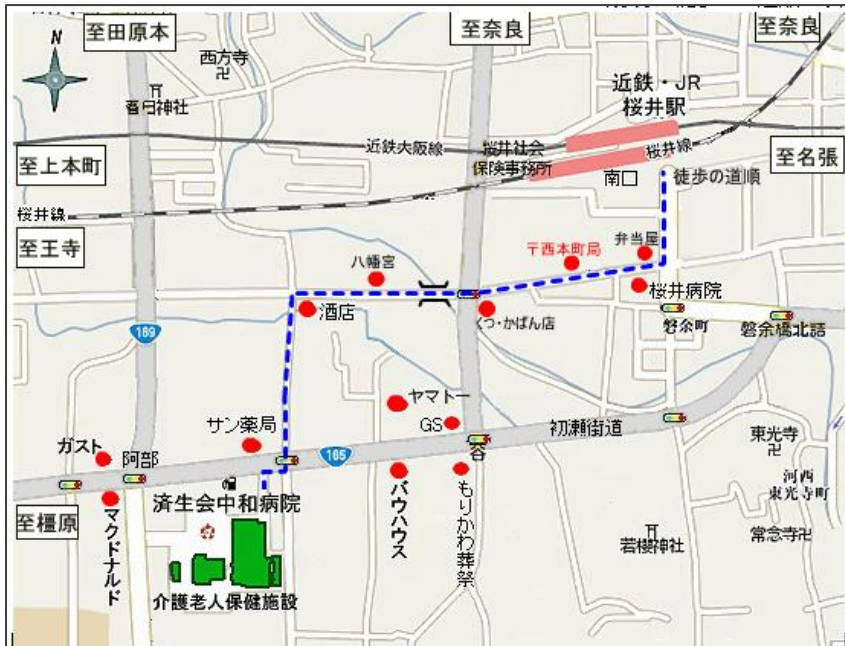 至田原本
至奈良
至奈良
西方寺
N
春日神社
近鉄・JR
桜井駅
近鉄大阪線
桜井社会
保険事務所
桜井線
至上本町
至名張
南口
徒歩の道順
桜井線
至王寺
弁当屋
〒西本町局
八幡宮
桜井病院
酒店
くつ・かばん店
磐余町
磐余橋北詰
169
ヤマトー
サン薬局
GS
初瀬街道
ガスト
阿部
165
谷
東光寺
済生会中和病院
河西
東光寺町
至橿原
マクドナルド
バウハウス
もりかわ葬祭
若櫻神社
常念寺
介護老人保健施設